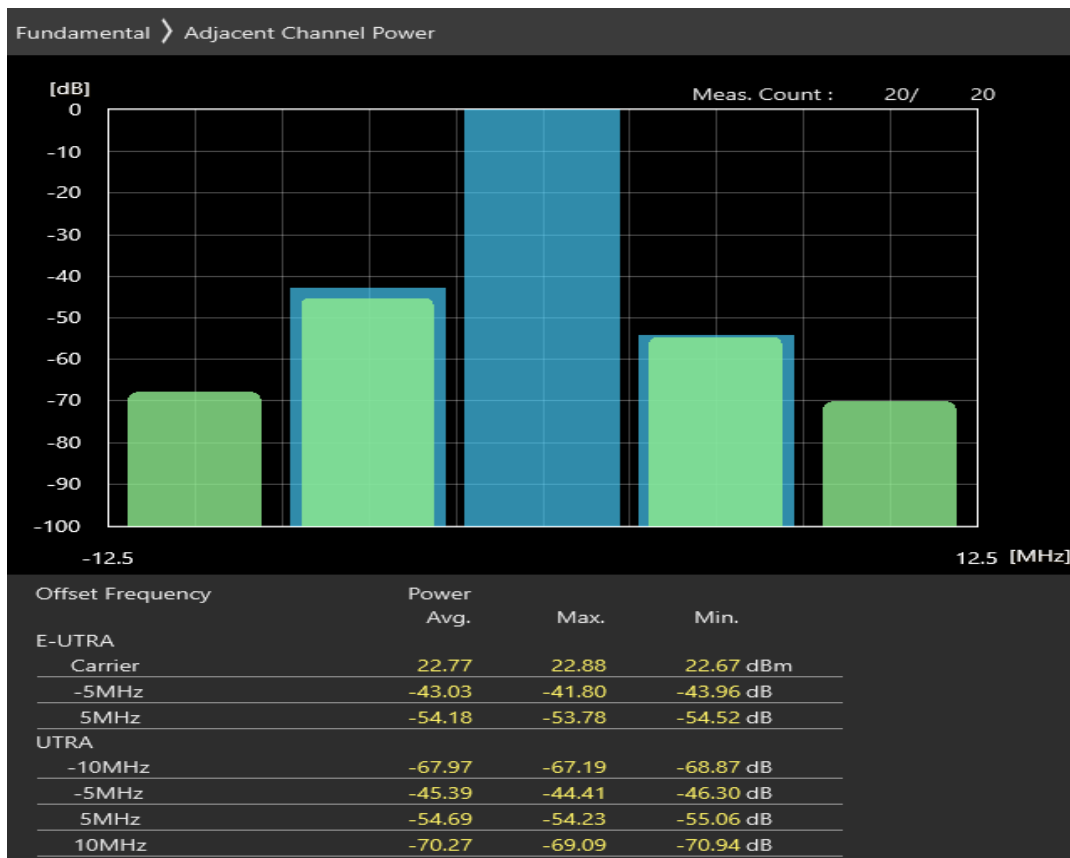 Fundamental 〉 Adjacent Channel Power
[dB]
Meas. Count : 20/ 20
0
-10
-20
-30
-40
-50
-60
-70
-80
-90
-100
-12.5 12.5 [MHz]
Offset Frequency Power
Avg. Max. Min.
E-UTRA
Carrier 22.77 22.88 22.67 dBm
-5MHz -43.03 -41.80 -43.96 dB
5MHz -54.18 -53.78 -54.52 dB
UTRA
-10MHz -67.97 -67.19 -68.87 dB
-5MHz -45.39 -44.41 -46.30 dB
5MHz -54.69 -54.23 -55.06 dB
10MHz -70.27 -69.09 -70.94 dB